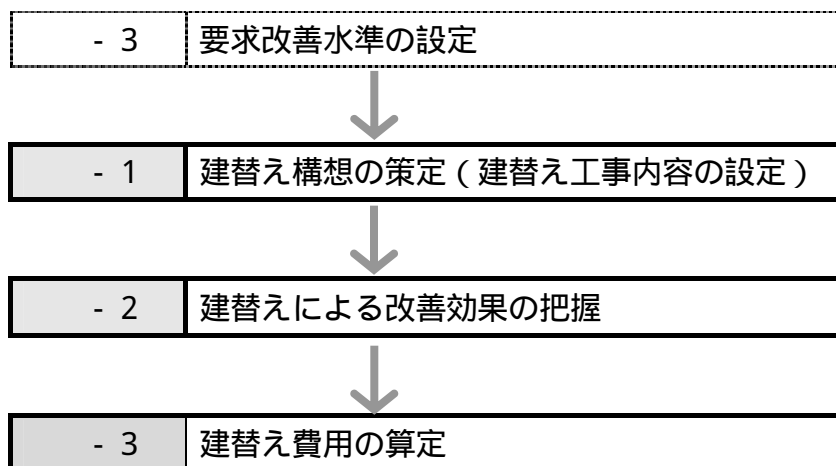 - 3 要求改善水準の設定
- 1 建替え構想の策定(建替え工事内容の設定)
- 2 建替えによる改善効果の把握
- 3 建替え費用の算定